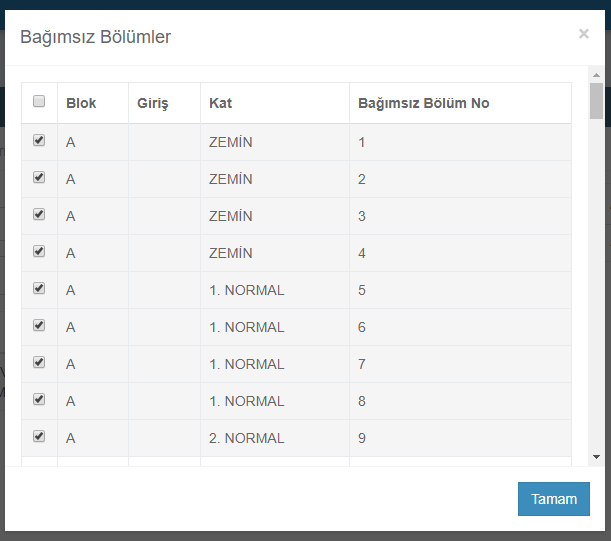 Bağımsız Bölümler ×
Blok Giriş Kat Bağımsız Bölüm No
A ZEMİN 1
A ZEMİN 2
A ZEMİN 3
A ZEMİN 4
A 1. NORMAL 5
A 1. NORMAL 6
A 1. NORMAL 7
A 1. NORMAL 8
A 2. NORMAL 9
Tamam